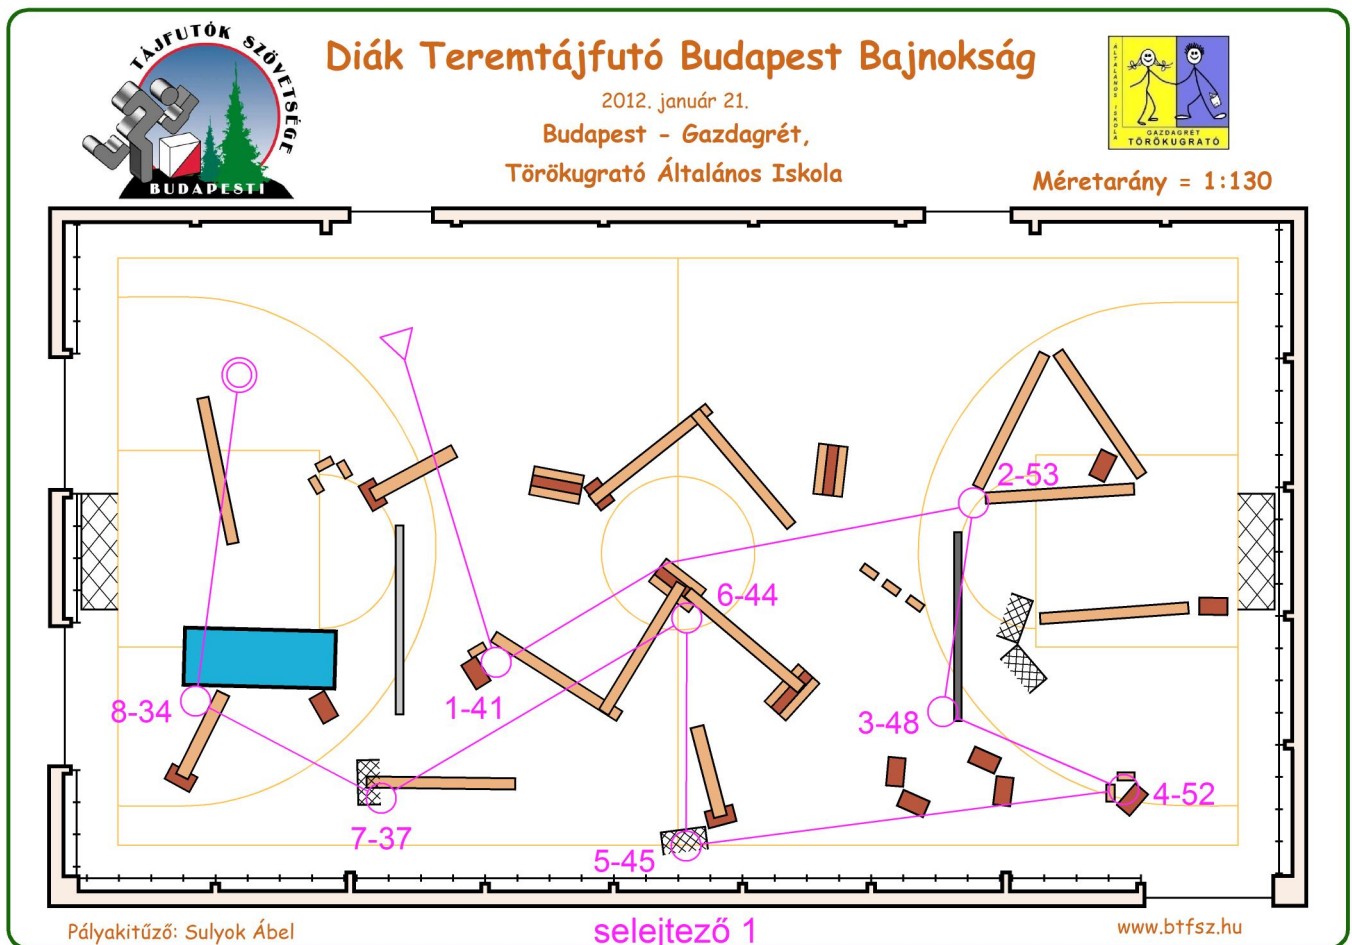 TÁJFUTÓK SZÖVETSÉGE
BUDAPESTI
Diák Teremtájfutó Budapest Bajnokság
2012. január 21.
Budapest - Gazdagrét,
Törökugrató Általános Iskola
ÁLTALÁNOS ISKOLA
GAZDAGRÉT
TÖRÖKUGRATÓ
Méretarány = 1:130
2-53
6-44
1-41
8-34
3-48
4-52
7-37
5-45
Pályakitűző: Sulyok Ábel
selejtező 1
www.btfsz.hu